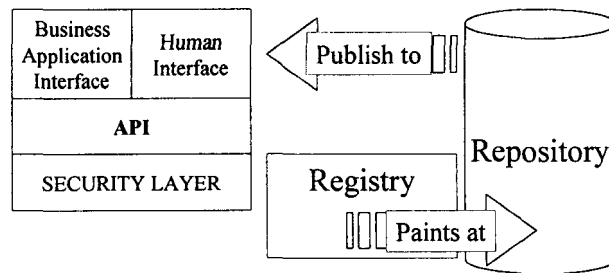 Business
Application
Interface
Human
Interface
API
SECURITY LAYER
Publish to
Repository
Registry
Paints at